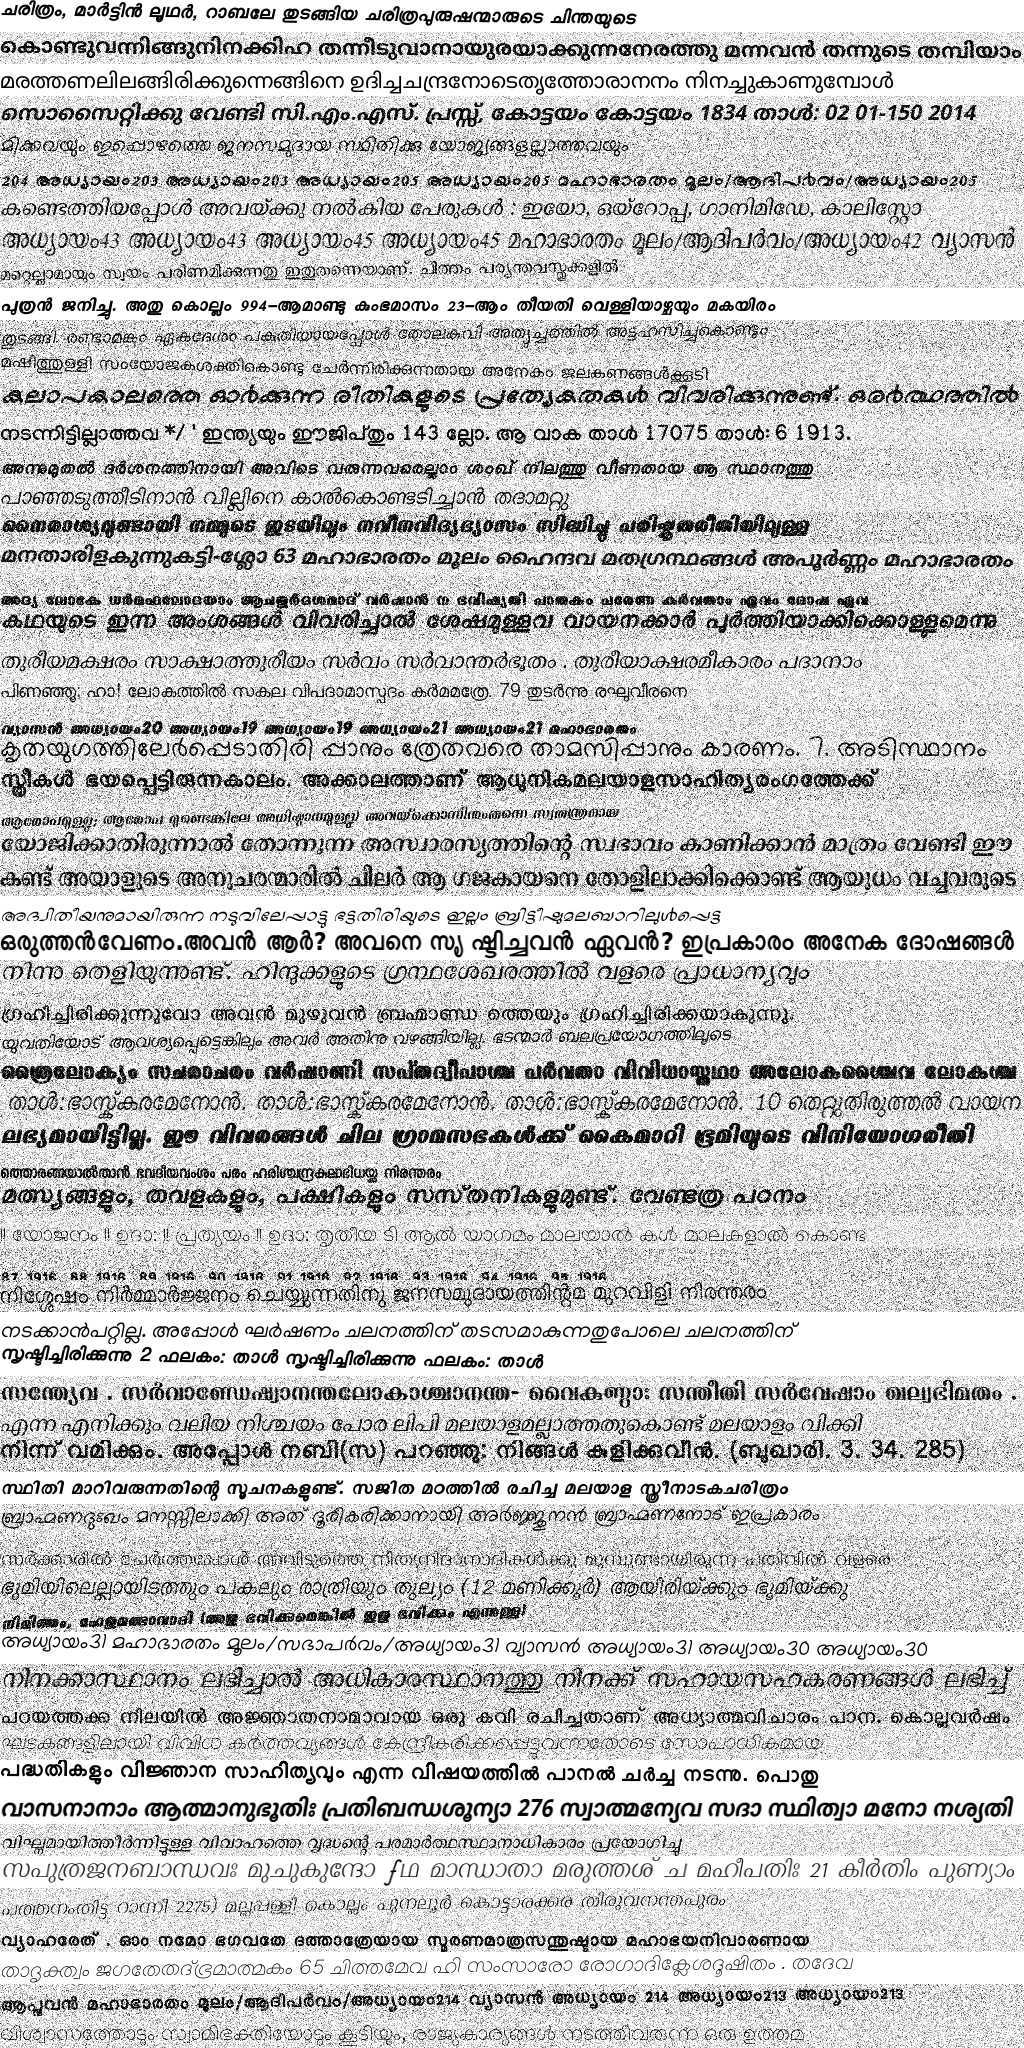 ചരിത്രം, മാർട്ടിൻ ലൂഥർ, റാബലേ തുടങ്ങിയ ചരിത്രപുരുഷന്മാരുടെ ചിന്തയുടെ
കൊണ്ടുവന്നിങ്ങുനിനക്കിഹ തന്നീടുവാനായുരയാക്കുന്നനേരത്തു മന്നവൻ തന്നുടെ തമ്പിയാം
മരത്തണലിലങ്ങിരിക്കുന്നെങ്ങിനെ ഉദിച്ചചന്ദ്രനോടെതൃത്തോരാനനം നിനച്ചുകാണുമ്പോൾ
സൊസൈറ്റിക്കു വേണ്ടി സി.എം.എസ്. പ്രസ്സ്, കോട്ടയം കോട്ടയം 1834 താൾ: 02 01-150 2014
മിക്കവയും ഇപ്പൊഴത്തെ ജനസമുദായ സ്ഥിതിക്കു യോജ്യങ്ങളല്ലാത്തവയും
204 അധ്യായം203 അധ്യായം203 അധ്യായം205 അധ്യായം205 മഹാഭാരതം മൂലം/ആദിപർവം/അധ്യായം205
കണ്ടെത്തിയപ്പോൾ അവയ്ക്കു നൽകിയ പേരുകൾ : ഇയോ, ഒയ്റോപ്പ, ഗാനിമിഡേ, കാലിസ്റ്റോ
അധ്യായം43 അധ്യായം43 അധ്യായം45 അധ്യായം45 മഹാഭാരതം മൂലം/ആദിപർവം/അധ്യായം42 വ്യാസൻ
മറ്റെല്ലാമായും സ്വയം പരിണമിക്കുന്നതു ഇതുതന്നെയാണ്. ചിത്തം പര്യന്തവസ്തുക്കളിൽ
പുത്രൻ ജനിച്ചു. അതു കൊല്ലം 994–ആമാണ്ടു കുംഭമാസം 23–ആം തീയതി വെള്ളിയാഴ്ചയും മകയിരം
തുടങ്ങി. രണ്ടാമങ്കം ഏകദേശം പകുതിയായപ്പോൾ തോലകവി അത്യുച്ചത്തിൽ അട്ടഹസിച്ചുകൊണ്ടും
മഷിത്തുള്ളി സംയോജകശക്തികൊണ്ടു ചേർന്നിരിക്കുന്നതായ അനേകം ജലകണങ്ങൾക്കൂടി
കലാപകാലത്തെ ഓർക്കുന്ന രീതികളുടെ പ്രത്യേകതകൾ വിവരിക്കുന്നുണ്ട്. ഒരർത്ഥത്തിൽ
നടന്നിട്ടില്ലാത്തവ */ ' ഇന്ത്യയും ഈജിപ്തും 143 ല്ലോ. ആ വാക താൾ 17075 താൾ: 6 1913.
അന്നുമുതൽ ദർശനത്തിനായി അവിടെ വരുന്നവരെല്ലാം ശംഖ് നിലത്തു വീണതായ ആ സ്ഥാനത്തു
പാഞ്ഞടുത്തീടിനാൻ വില്ലിനെ കാൽകൊണ്ടടിച്ചാൻ തദാമറ്റു
നൈരാശ്യമുണ്ടായി നമ്മുടെ ഇടയിലും നവീനവിദ്യഭ്യാസം സിദ്ധിച്ചു പരിഷ്കൃതരീതിയിലുള്ള
മനതാരിളകുന്നുകട്ടി-ശ്ലോ 63 മഹാഭാരതം മൂലം ഹൈന്ദവ മതഗ്രന്ഥങ്ങൾ അപൂർണ്ണം മഹാഭാരതം
കഥയുടെ ഇന്ന അംശങ്ങൾ വിവരിച്ചാൽ ശേഷമുള്ളവ വായനക്കാർ പൂർത്തിയാക്കിക്കൊള്ളുമെന്നു
തുരീയമക്ഷരം സാക്ഷാത്തുരീയം സർവം സർവാന്തർഭൂതം . തുരീയാക്ഷരമീകാരം പദാനാം
പിണഞ്ഞൂ; ഹാ! ലോകത്തിൽ സകല വിപദാമാസ്പദം കർമമത്രേ. 79 തുടർന്നു രഘുവീരനെ
വ്യാസൻ അധ്യായം20 അധ്യായം19 അധ്യായം19 അധ്യായം21 അധ്യായം21 മഹാഭാരതം
കൃതയുഗത്തിലേർപ്പെടാതിരി പ്പാനും ത്രേതവരെ താമസിപ്പാനും കാരണം. 7. അടിസ്ഥാനം
സ്ത്രീകൾ ഭയപ്പെട്ടിരുന്നകാലം. അക്കാലത്താണ് ആധുനികമലയാളസാഹിത്യരംഗത്തേക്ക്
യോജിക്കാതിരുന്നാൽ തോന്നുന്ന അസ്വാരസ്യത്തിന്റെ സ്വഭാവം കാണിക്കാൻ മാത്രം വേണ്ടി ഈ
കണ്ട് അയാളുടെ അനുചരന്മാരിൽ ചിലർ ആ ഗജകായനെ തോളിലാക്കിക്കൊണ്ട് ആയുധം വച്ചവരുടെ
അദ്വിതീയനുമായിരുന്ന നടുവിലേപ്പാട്ടു ഭട്ടതിരിയുടെ ഇല്ലം ബ്രിട്ടീഷുമലബാറിലുൾപ്പെട്ട
ഒരുത്തൻവേണം.അവൻ ആർ? അവനെ സൃ ഷ്ടിച്ചവൻ ഏവൻ? ഇപ്രകാരം അനേക ദോഷങ്ങൾ
നിന്നു തെളിയുന്നുണ്ട്. ഹിന്ദുക്കളുടെ ഗ്രന്ഥശേഖരത്തിൽ വളരെ പ്രാധാന്യവും
ഗ്രഹിച്ചിരിക്കുന്നുവോ അവൻ മുഴുവൻ ബ്രഹ്മാണ്ഡ ത്തെയും ഗ്രഹിച്ചിരിക്കയാകുന്നു.
യുവതിയോട് ആവശ്യപ്പെട്ടെങ്കിലും അവർ അതിനു വഴങ്ങിയില്ല. ഭടന്മാർ ബലപ്രയോഗത്തിലൂടെ
ത്രൈലോക്യം സചരാചരം വർഷാണി സപ്തദ്വീപാശ്ച പർവതാ വിവിധാസ്തഥാ അലോകശ്ചൈവ ലോകശ്ച
താൾ:ഭാസ്ക്കരമേനോൻ. താൾ:ഭാസ്ക്കരമേനോൻ. താൾ:ഭാസ്ക്കരമേനോൻ. 10 തെറ്റുതിരുത്തൽ വായന
ലഭ്യമായിട്ടില്ല. ഈ വിവരങ്ങൾ ചില ഗ്രാമസഭകൾക്ക് കൈമാറി ഭൂമിയുടെ വിനിയോഗരീതി
ത്തൊരങ്ങയാൽതാൻ ഭവദീയവംശം പരം ഹരിശ്ചന്ദ്രകലാഭിധയ്ക്കു നിരന്തരം
മത്സ്യങ്ങളും, തവളകളും, പക്ഷികളും സസ്തനികളുമുണ്ട്. വേണ്ടത്ര പഠനം
॥ യോജനം ॥ ഉദാ: ॥ പ്രത്യയം ॥ ഉദാ: തൃതീയ ടി ആൽ യാഗമം മാലയാൽ കൾ മാലകളാൽ കൊണ്ട
87 1916. 88 1916. 89 1916. 90 1916. 91 1916. 92 1916. 93 1916. 94 1916. 95 1916.
നിശ്ശേഷം നിർമ്മാർജ്ജനം ചെയ്യുന്നതിനു ജനസമുദായത്തിന്റമ മുറവിളി നിരന്തരം
നടക്കാൻപറ്റില്ല. അപ്പോൾ ഘർഷണം ചലനത്തിന് തടസമാകുന്നതുപോലെ ചലനത്തിന്
സൃഷ്ടിച്ചിരിക്കുന്നു 2 ഫലകം: താൾ സൃഷ്ടിച്ചിരിക്കുന്നു ഫലകം: താൾ
സന്ത്യേവ . സർവാണ്ഡേഷ്വാനന്തലോകാശ്ചാനന്ത- വൈകുണ്ഠാഃ സന്തീതി സർവേഷാം ഖല്വഭിമതം .
എന്ന എനിക്കും വലിയ നിശ്ചയം പോര ലിപി മലയാളമല്ലാത്തതുകൊണ്ട് മലയാളം വിക്കി
നിന്ന് വമിക്കും. അപ്പോൾ നബി(സ) പറഞ്ഞൂ: നിങ്ങൾ കുളിക്കുവീൻ. (ബുഖാരി. 3. 34. 285)
സ്ഥിതി മാറിവരുന്നതിന്റെ സൂചനകളുണ്ട്. സജിത മഠത്തിൽ രചിച്ച മലയാള സ്ത്രീനാടകചരിത്രം
ബ്രാഹ്മണദുഃഖം മനസ്സിലാക്കി അത് ദൂരീകരിക്കാനായി അർജ്ജുനൻ ബ്രാഹ്മണനോട് ഇപ്രകാരം
സർക്കാരിൽ ചേർത്തപ്പോൾ അവിടുത്തെ നിത്യനിദാനാദികൾക്കു മുമ്പുണ്ടായിരുന്ന പതിവിൽ വളരെ
ഭൂമിയിലെല്ലായിടത്തും പകലും രാത്രിയും തുല്യം (12 മണിക്കൂർ) ആയിരിയ്ക്കും ഭൂമിയ്ക്കു
നിമിത്തം, ഹേതുമത്ഭാവാദി (അതു ഭവിക്കുമെങ്കിൽ ഇതു ഭവിക്കും എന്നുള്ള)
അധ്യായം31 മഹാഭാരതം മൂലം/സഭാപർവം/അധ്യായം31 വ്യാസൻ അധ്യായം31 അധ്യായം30 അധ്യായം30
നിനക്കാസ്ഥാനം ലഭിച്ചാൽ അധികാരസ്ഥാനത്തു നിനക്ക് സഹായസഹകരണങ്ങൾ ലഭിച്ച്
പറയത്തക്ക നിലയിൽ അജ്ഞാതനാമാവായ ഒരു കവി രചിച്ചതാണ് അധ്യാത്മവിചാരം പാന. കൊല്ലവർഷം
ഘടകങ്ങളിലായി വിവിധ കർത്തവ്യങ്ങൾ കേന്ദ്രീകരിക്കപ്പെട്ടുവന്നതോടെ സോപാധികമായ
പദ്ധതികളും വിജ്ഞാന സാഹിത്യവും എന്ന വിഷയത്തിൽ പാനൽ ചർച്ച നടന്നു. പൊതു
വാസനാനാം ആത്മാനുഭൂതിഃ പ്രതിബന്ധശൂന്യാ 276 സ്വാത്മന്യേവ സദാ സ്ഥിത്വാ മനോ നശ്യതി
വിഘ്നമായിത്തീർന്നിട്ടുള്ള വിവാഹത്തെ വൃദ്ധന്റെ പരമാർത്ഥസ്ഥാനാധികാരം പ്രയോഗിച്ചു
സപുത്രജനബാന്ധവഃ മുചുകുന്ദോ ƒഥ മാന്ധാതാ മരുത്തശ് ച മഹീപതിഃ 21 കീർതിം പുണ്യാം
പത്തനംതിട്ട റാന്നി 2275) മല്ലപ്പള്ളി കൊല്ലം പുനലൂർ കൊട്ടാരക്കര തിരുവനന്തപുരം
വ്യാഹരേത് . ഓം നമോ ഭഗവതേ ദത്താത്രേയായ സ്മരണമാത്രസന്തുഷ്ടായ മഹാഭയനിവാരണായ
താദൃക്ത്വം ജഗതേതദ്ഭ്രമാത്മകം 65 ചിത്തമേവ ഹി സംസാരോ രോഗാദിക്ലേശദൂഷിതം . തദേവ
ആപ്തവൻ മഹാഭാരതം മൂലം/ആദിപർവം/അധ്യായം214 വ്യാസൻ അധ്യായം 214 അധ്യായം213 അധ്യായം213
വിശ്വാസത്തോടും സ്വാമിഭക്തിയോടും കൂടിയും, രാജ്യകാര്യങ്ങൾ നടത്തിവരുന്ന ഒരു ഉത്തമ